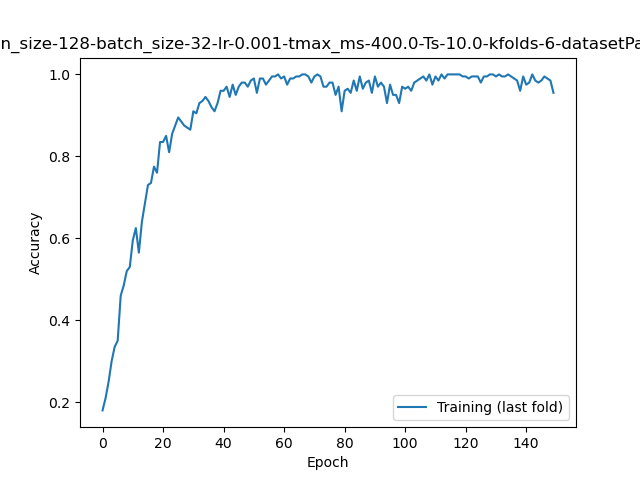 n_size-128-batch_size-32-lr-0.001-tmax_ms-400.0-Ts-10.0-kfolds-6-datasetPa
1.0
0.8
0.6
0.4
0.2
Accuracy
Training (last fold)
0 20 40 60 80 100 120 140
Epoch